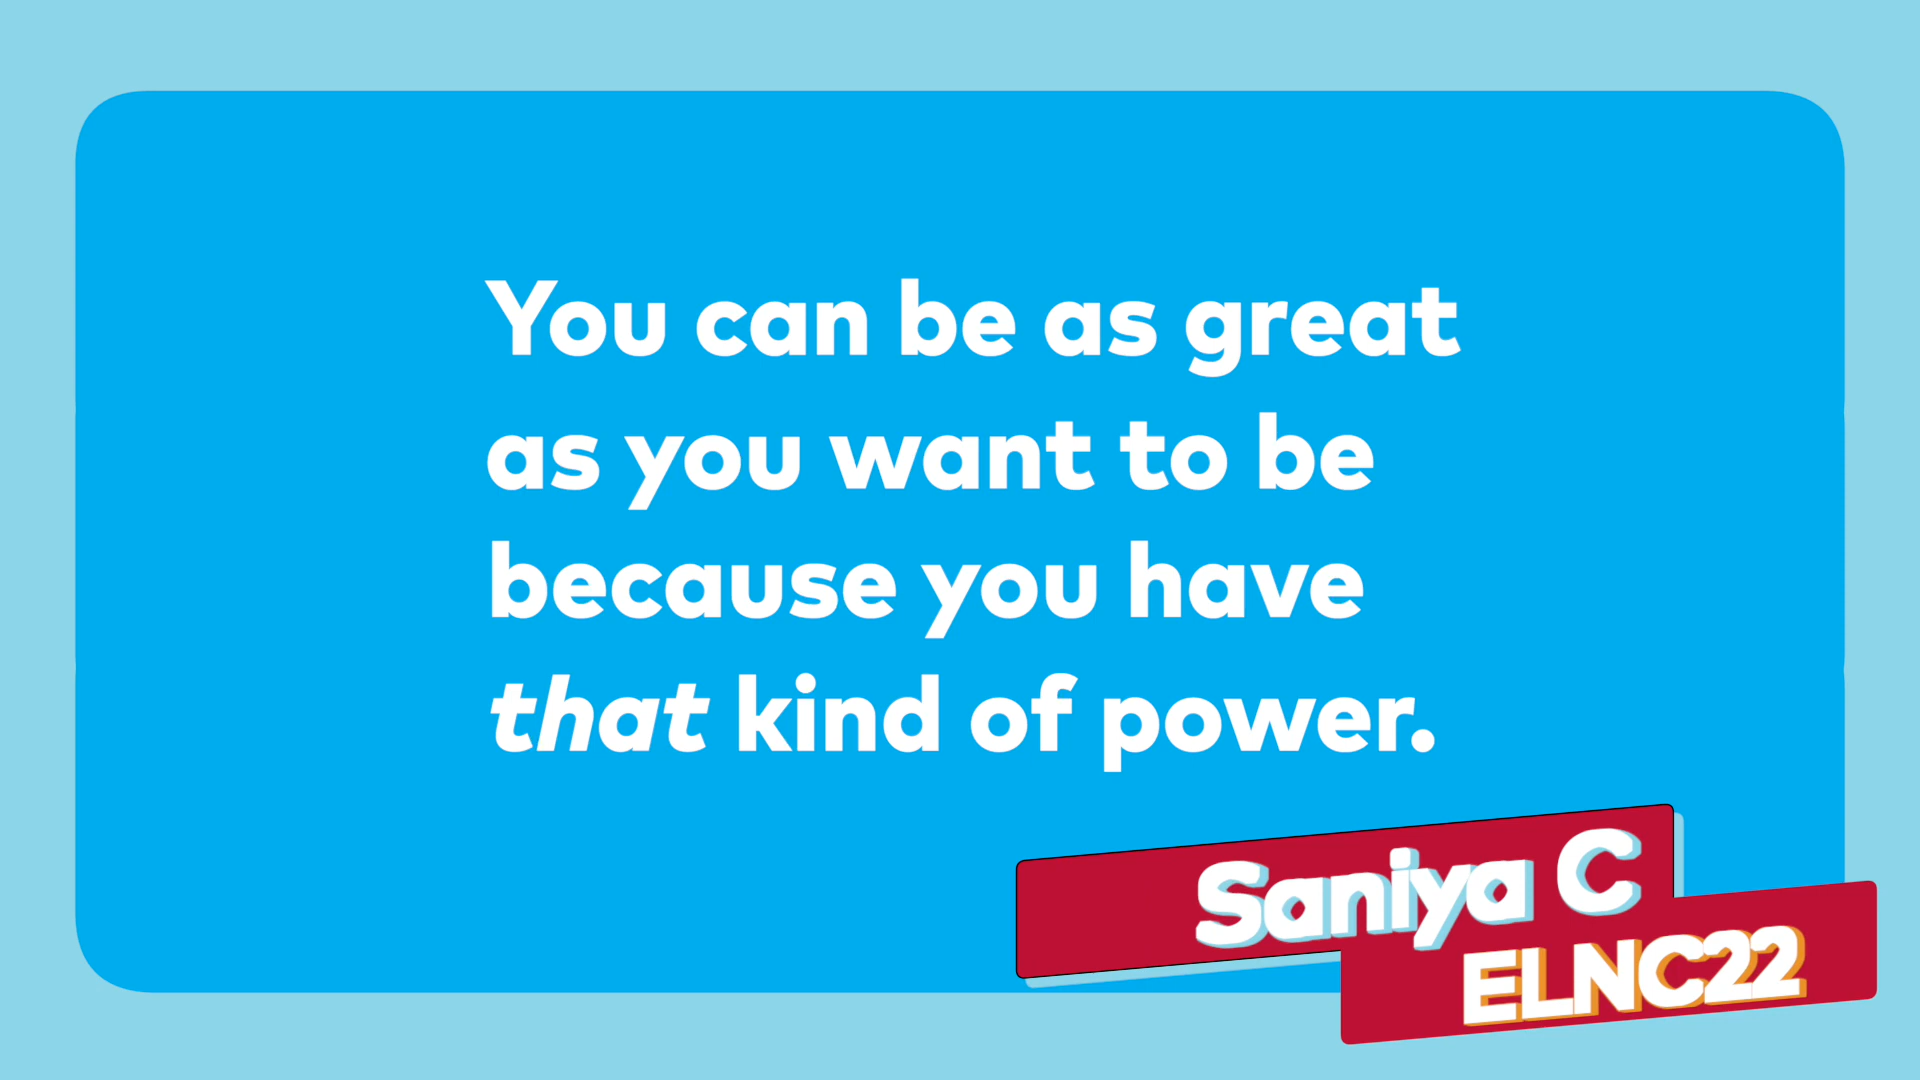 You can be as great
as you want to be
because you have
that kind of power.
Saniya C
ELNC22